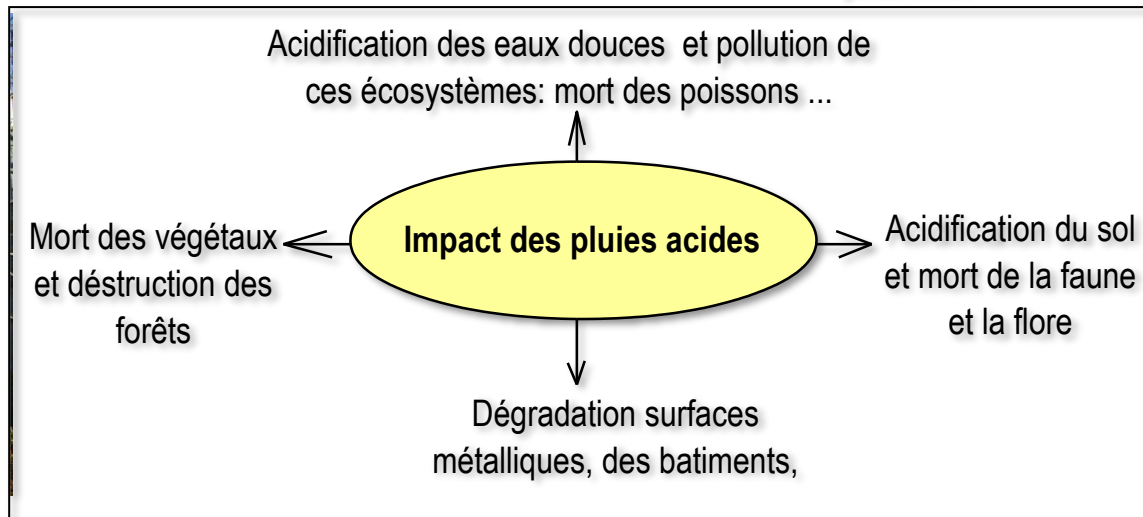 Acidification des eaux douces  et pollution de
ces écosystèmes: mort des poissons ...
Mort des végétaux
et déstruction des
forêts
Impact des pluies acides
Acidification du sol
et mort de la faune
et la flore
Dégradation surfaces
métalliques, des batiments,